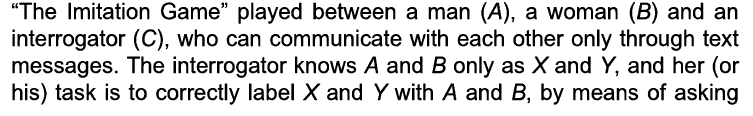 “The Imitation Game” played between a man (A), a woman (B) and an
interrogator (C), who can communicate with each other only through text
messages. The interrogator knows A and B only as X and Y, and her (or
his) task is to correctly label X and Y with A and B, by means of asking